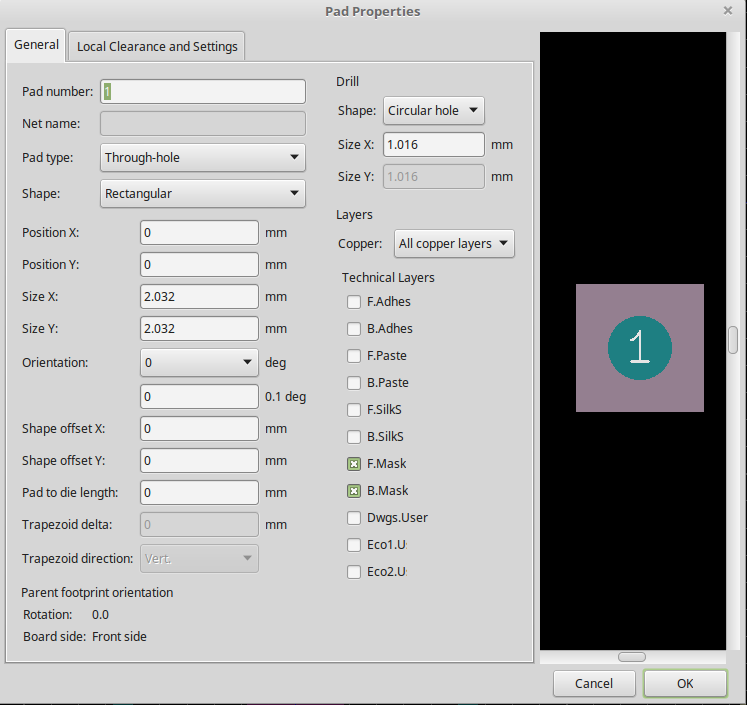 Pad Properties
General
Local Clearance and Settings
Pad number: 1
Net name:
Pad type: Through-hole
Shape: Rectangular
Position X: 0 mm
Position Y: 0 mm
Size X: 2.032 mm
Size Y: 2.032 mm
Orientation: 0 deg
0 0.1 deg
Shape offset X: 0 mm
Shape offset Y: 0 mm
Pad to die length: 0 mm
Trapezoid delta: 0 mm
Trapezoid direction: Vert.
Parent footprint orientation
Rotation: 0.0
Board side: Front side
Drill
Shape: Circular hole
Size X: 1.016 mm
Size Y: 1.016 mm
Layers
Copper: All copper layers
Technical Layers
F.Adhes
B.Adhes
F.Paste
B.Paste
F.SilkS
B.SilkS
F.Mask
B.Mask
Dwgs.User
Eco1.U
Eco2.U
1
Cancel
OK